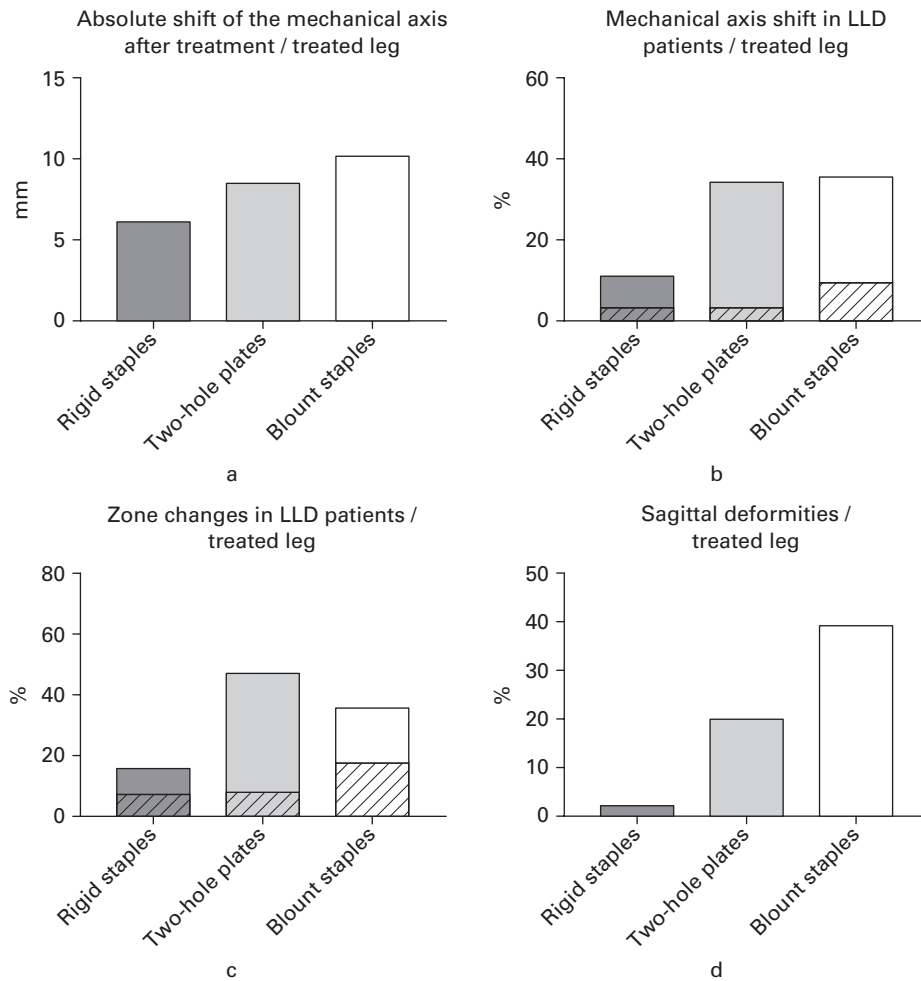 Absolute shift of the mechanical axis
after treatment / treated leg
15
10
5
0
mm
Rigid staples
Two-hole plates
Blount staples
a
Mechanical axis shift in LLD
patients / treated leg
60
40
20
0
%
Rigid staples
Two-hole plates
Blount staples
b
Zone changes in LLD patients /
treated leg
80
60
40
20
0
%
Rigid staples
Two-hole plates
Blount staples
c
Sagittal deformities /
treated leg
50
40
30
20
10
0
%
Rigid staples
Two-hole plates
Blount staples
d